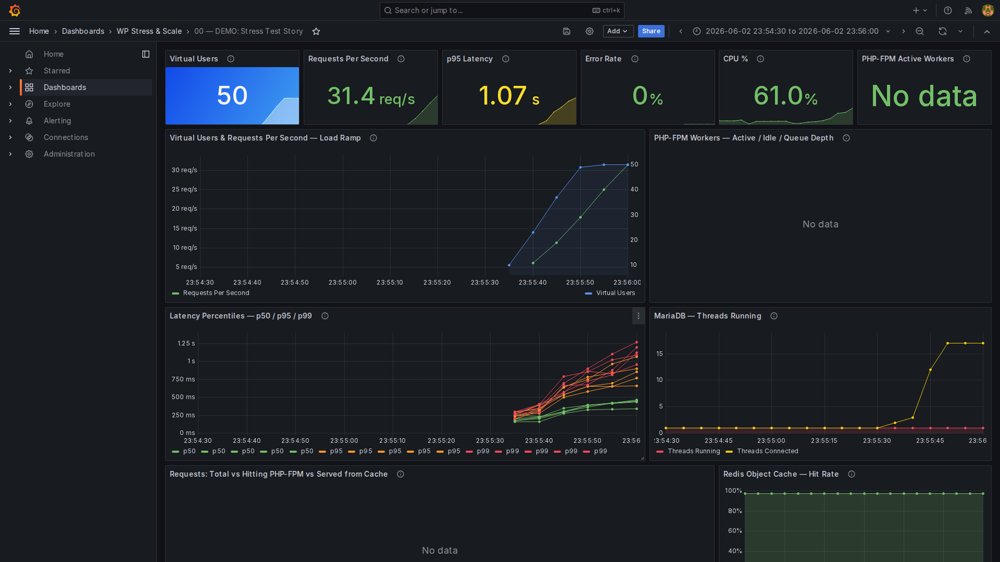 Search or jump to...
ctrl+k
Home
Dashboards
WP Stress & Scale
00 — DEMO: Stress Test Story
Add
Share
2026-06-02 23:54:30 to 2026-06-02 23:56:00
Home
Starred
Dashboards
Explore
Alerting
Connections
Administration
Virtual Users
50
Requests Per Second
31.4 req/s
p95 Latency
1.07 s
Error Rate
0%
CPU %
61.0%
PHP-FPM Active Workers
No data
Virtual Users & Requests Per Second — Load Ramp
30 req/s
25 req/s
20 req/s
15 req/s
10 req/s
5 req/s
50
40
30
20
10
23:54:30 23:54:40 23:54:50 23:55:00 23:55:10 23:55:20 23:55:30 23:55:40 23:55:50 23:56:00
Requests Per Second
Virtual Users
PHP-FPM Workers — Active / Idle / Queue Depth
No data
Latency Percentiles — p50 / p95 / p99
1.25 s
1 s
750 ms
500 ms
250 ms
0 ms
23:54:30 23:54:40 23:54:50 23:55:00 23:55:10 23:55:20 23:55:30 23:55:40 23:55:50 23:56
p50 p50 p50 p50 p50 p95 p95 p95 p95 p95 p99 p99 p99 p99 p99
MariaDB — Threads Running
15
10
5
0
3:54:30 23:54:45 23:55:00 23:55:15 23:55:30 23:55:45 23:56
Threads Running Threads Connected
Requests: Total vs Hitting PHP-FPM vs Served from Cache
No data
Redis Object Cache — Hit Rate
100%
80%
60%
40%